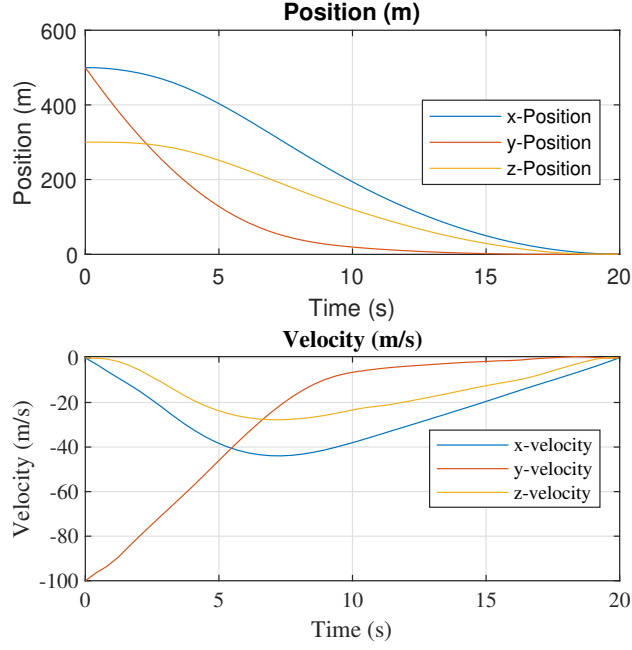 Position (m)
600
400
200
0
Position (m)
x-Position
y-Position
z-Position
0
5
10
15
20
Time (s)
Velocity (m/s)
0
-20
-40
-60
-80
-100
Velocity (m/s)
x-velocity
y-velocity
z-velocity
0
5
10
15
20
Time (s)